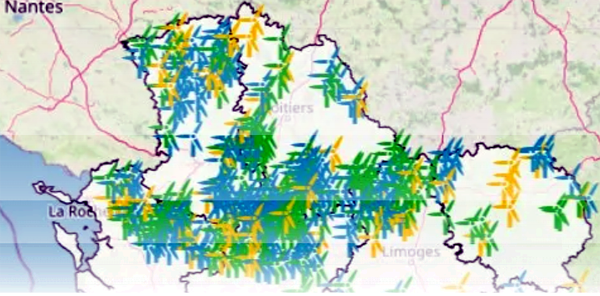 Nantes
Poitiers
La Roche
Limoges